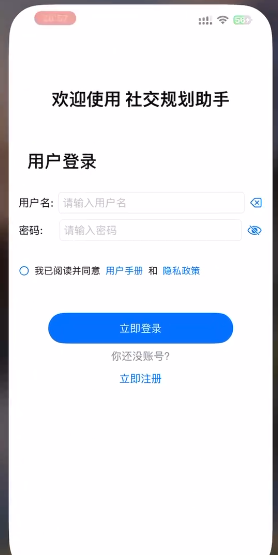 欢迎使用 社交规划助手
用户登录
用户名: 请输入用户名
密码: 请输入密码
我已阅读并同意 用户手册 和 隐私政策
立即登录
你还没账号?
立即注册